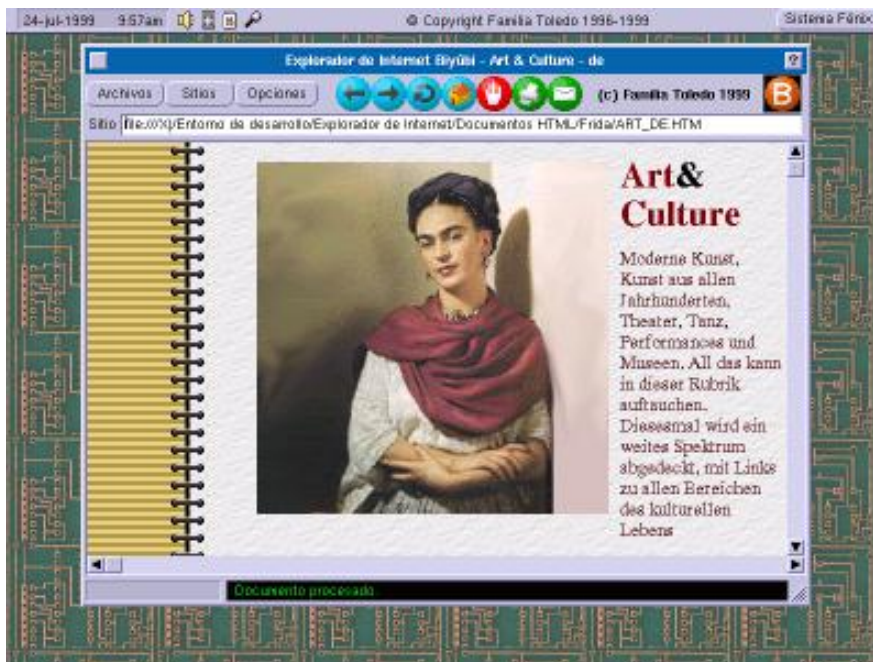 24-jul-1999 9:57am © Copyright Familia Toledo 1996-1999 Sistema Fénix
Explorador de Internet Biyúbi - Art & Culture - de
Archivos Sitios Opciones (c) Familia Toledo 1999 B
Sitio file:///X|/Entorno de desarrollo/Explorador de Internet/Documentos HTML/Frida/ART_DE.HTM
Art&
Culture
Moderne Kunst,
Kunst aus allen
Jahrhunderten,
Theater, Tanz,
Performances und
Museen. All das kann
in dieser Rubrik
auftauchen.
Diesesmal wird ein
weites Spektrum
abgedeckt, mit Links
zu allen Bereichen
des kulturellen
Lebens
Documento procesado.